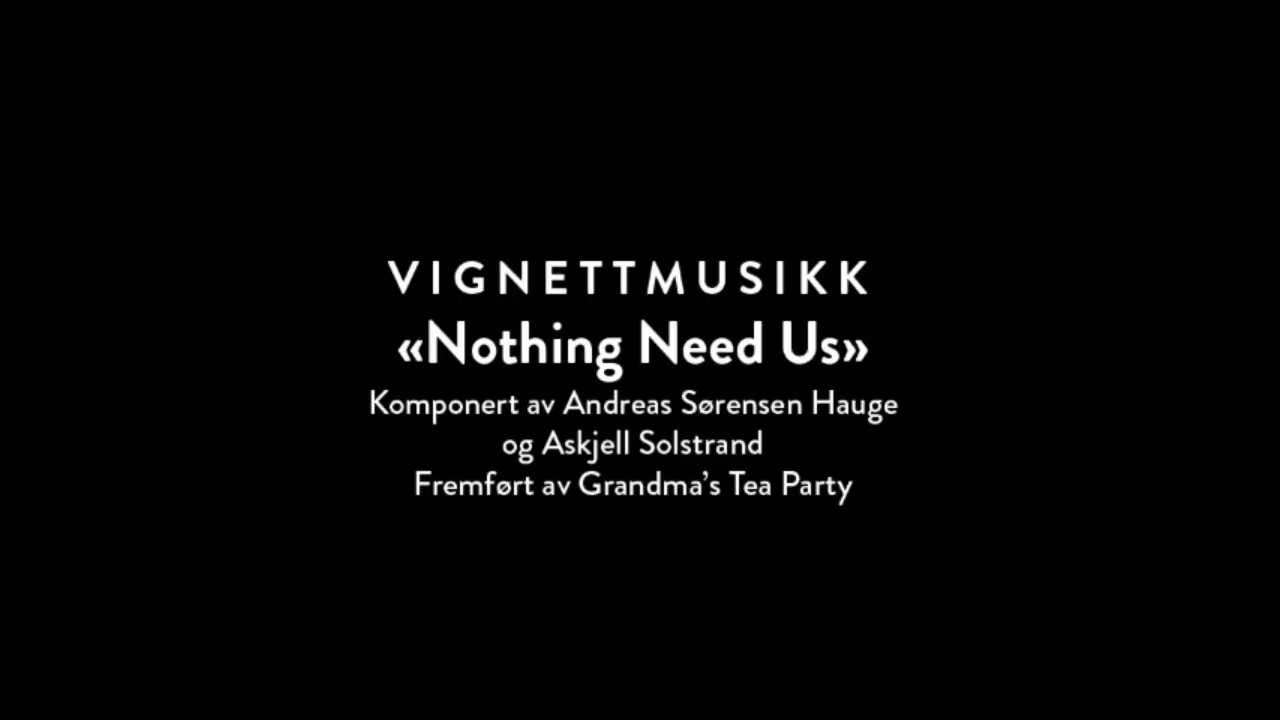 VIGNETTMUSIKK
«Nothing Need Us»
Komponert av Andreas Sørensen Hauge
og Askjell Solstrand
Fremført av Grandma’s Tea Party